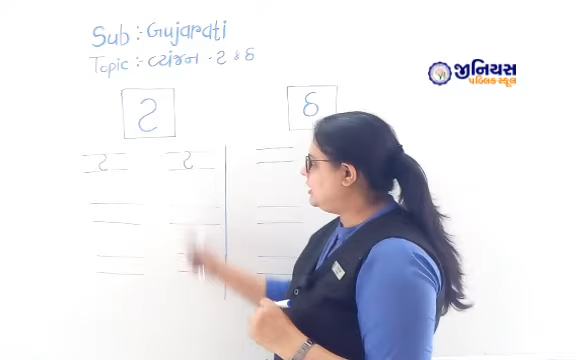 Sub :- Gujarati
Topic :- વ્યંજન - ટ & ઠ
જીનિયસ
પબ્લિક સ્કૂલ
ટ
ઠ
ટ ટ